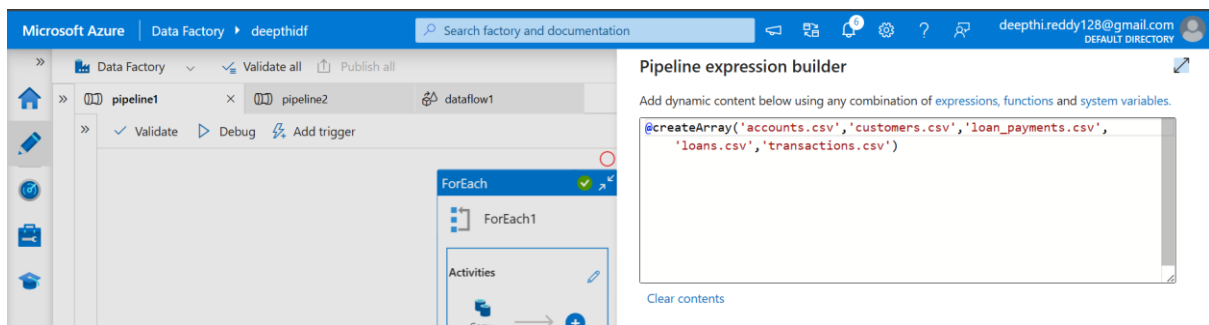 Microsoft Azure
Data Factory
deepthidf
Search factory and documentation
6
deepthi.reddy128@gmail.com
DEFAULT DIRECTORY
Data Factory
Validate all
Publish all
pipeline1
pipeline2
dataflow1
Validate
Debug
Add trigger
ForEach
ForEach1
Activities
Pipeline expression builder
Add dynamic content below using any combination of expressions, functions and system variables.
@createArray('accounts.csv','customers.csv','loan_payments.csv',
'loans.csv','transactions.csv')
Clear contents